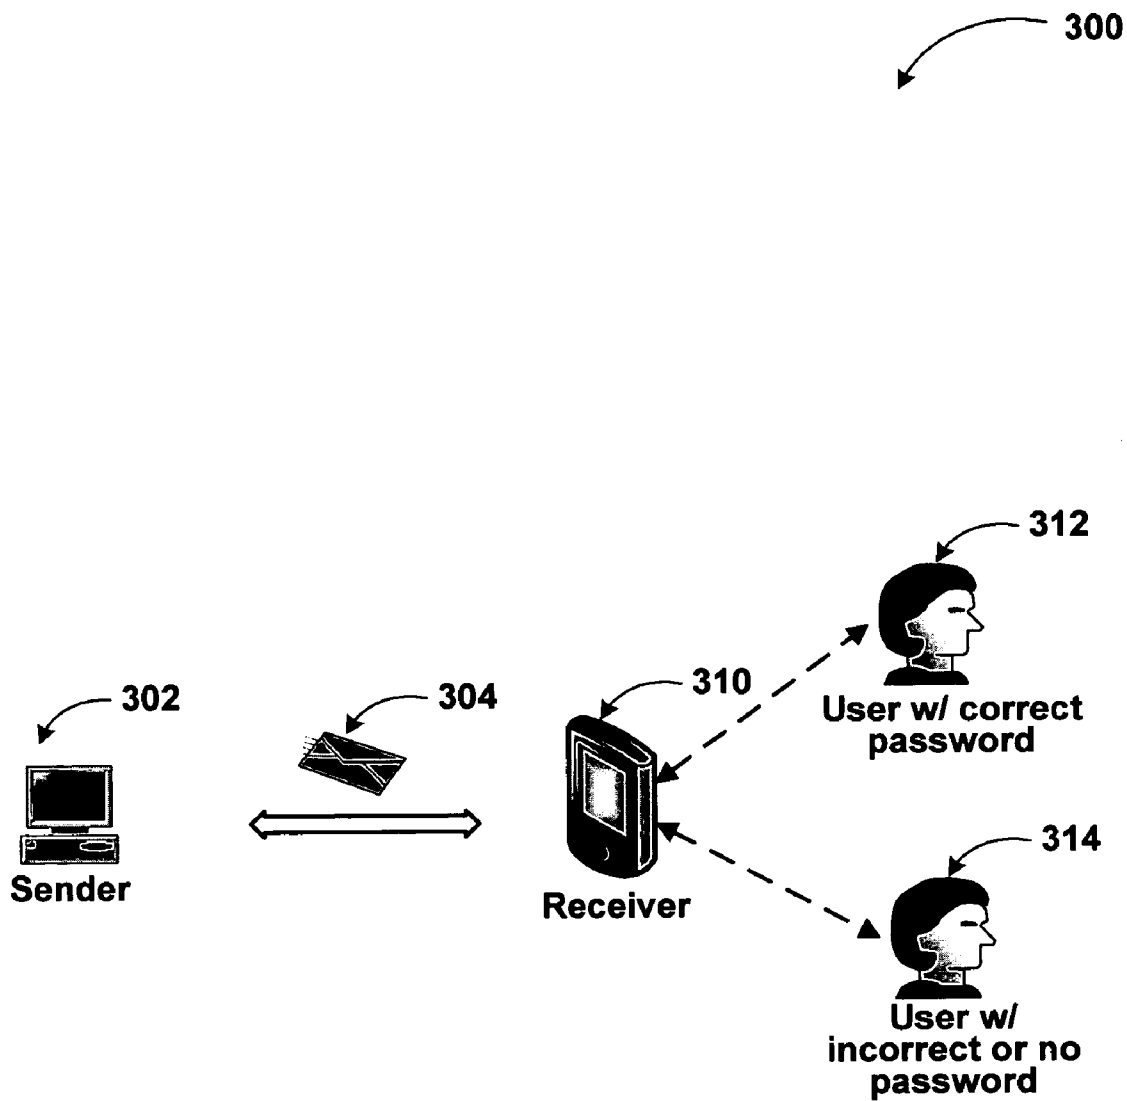 300
312
User w/ correct
password
302
304
310
314
Sender
Receiver
User w/
incorrect or no
password